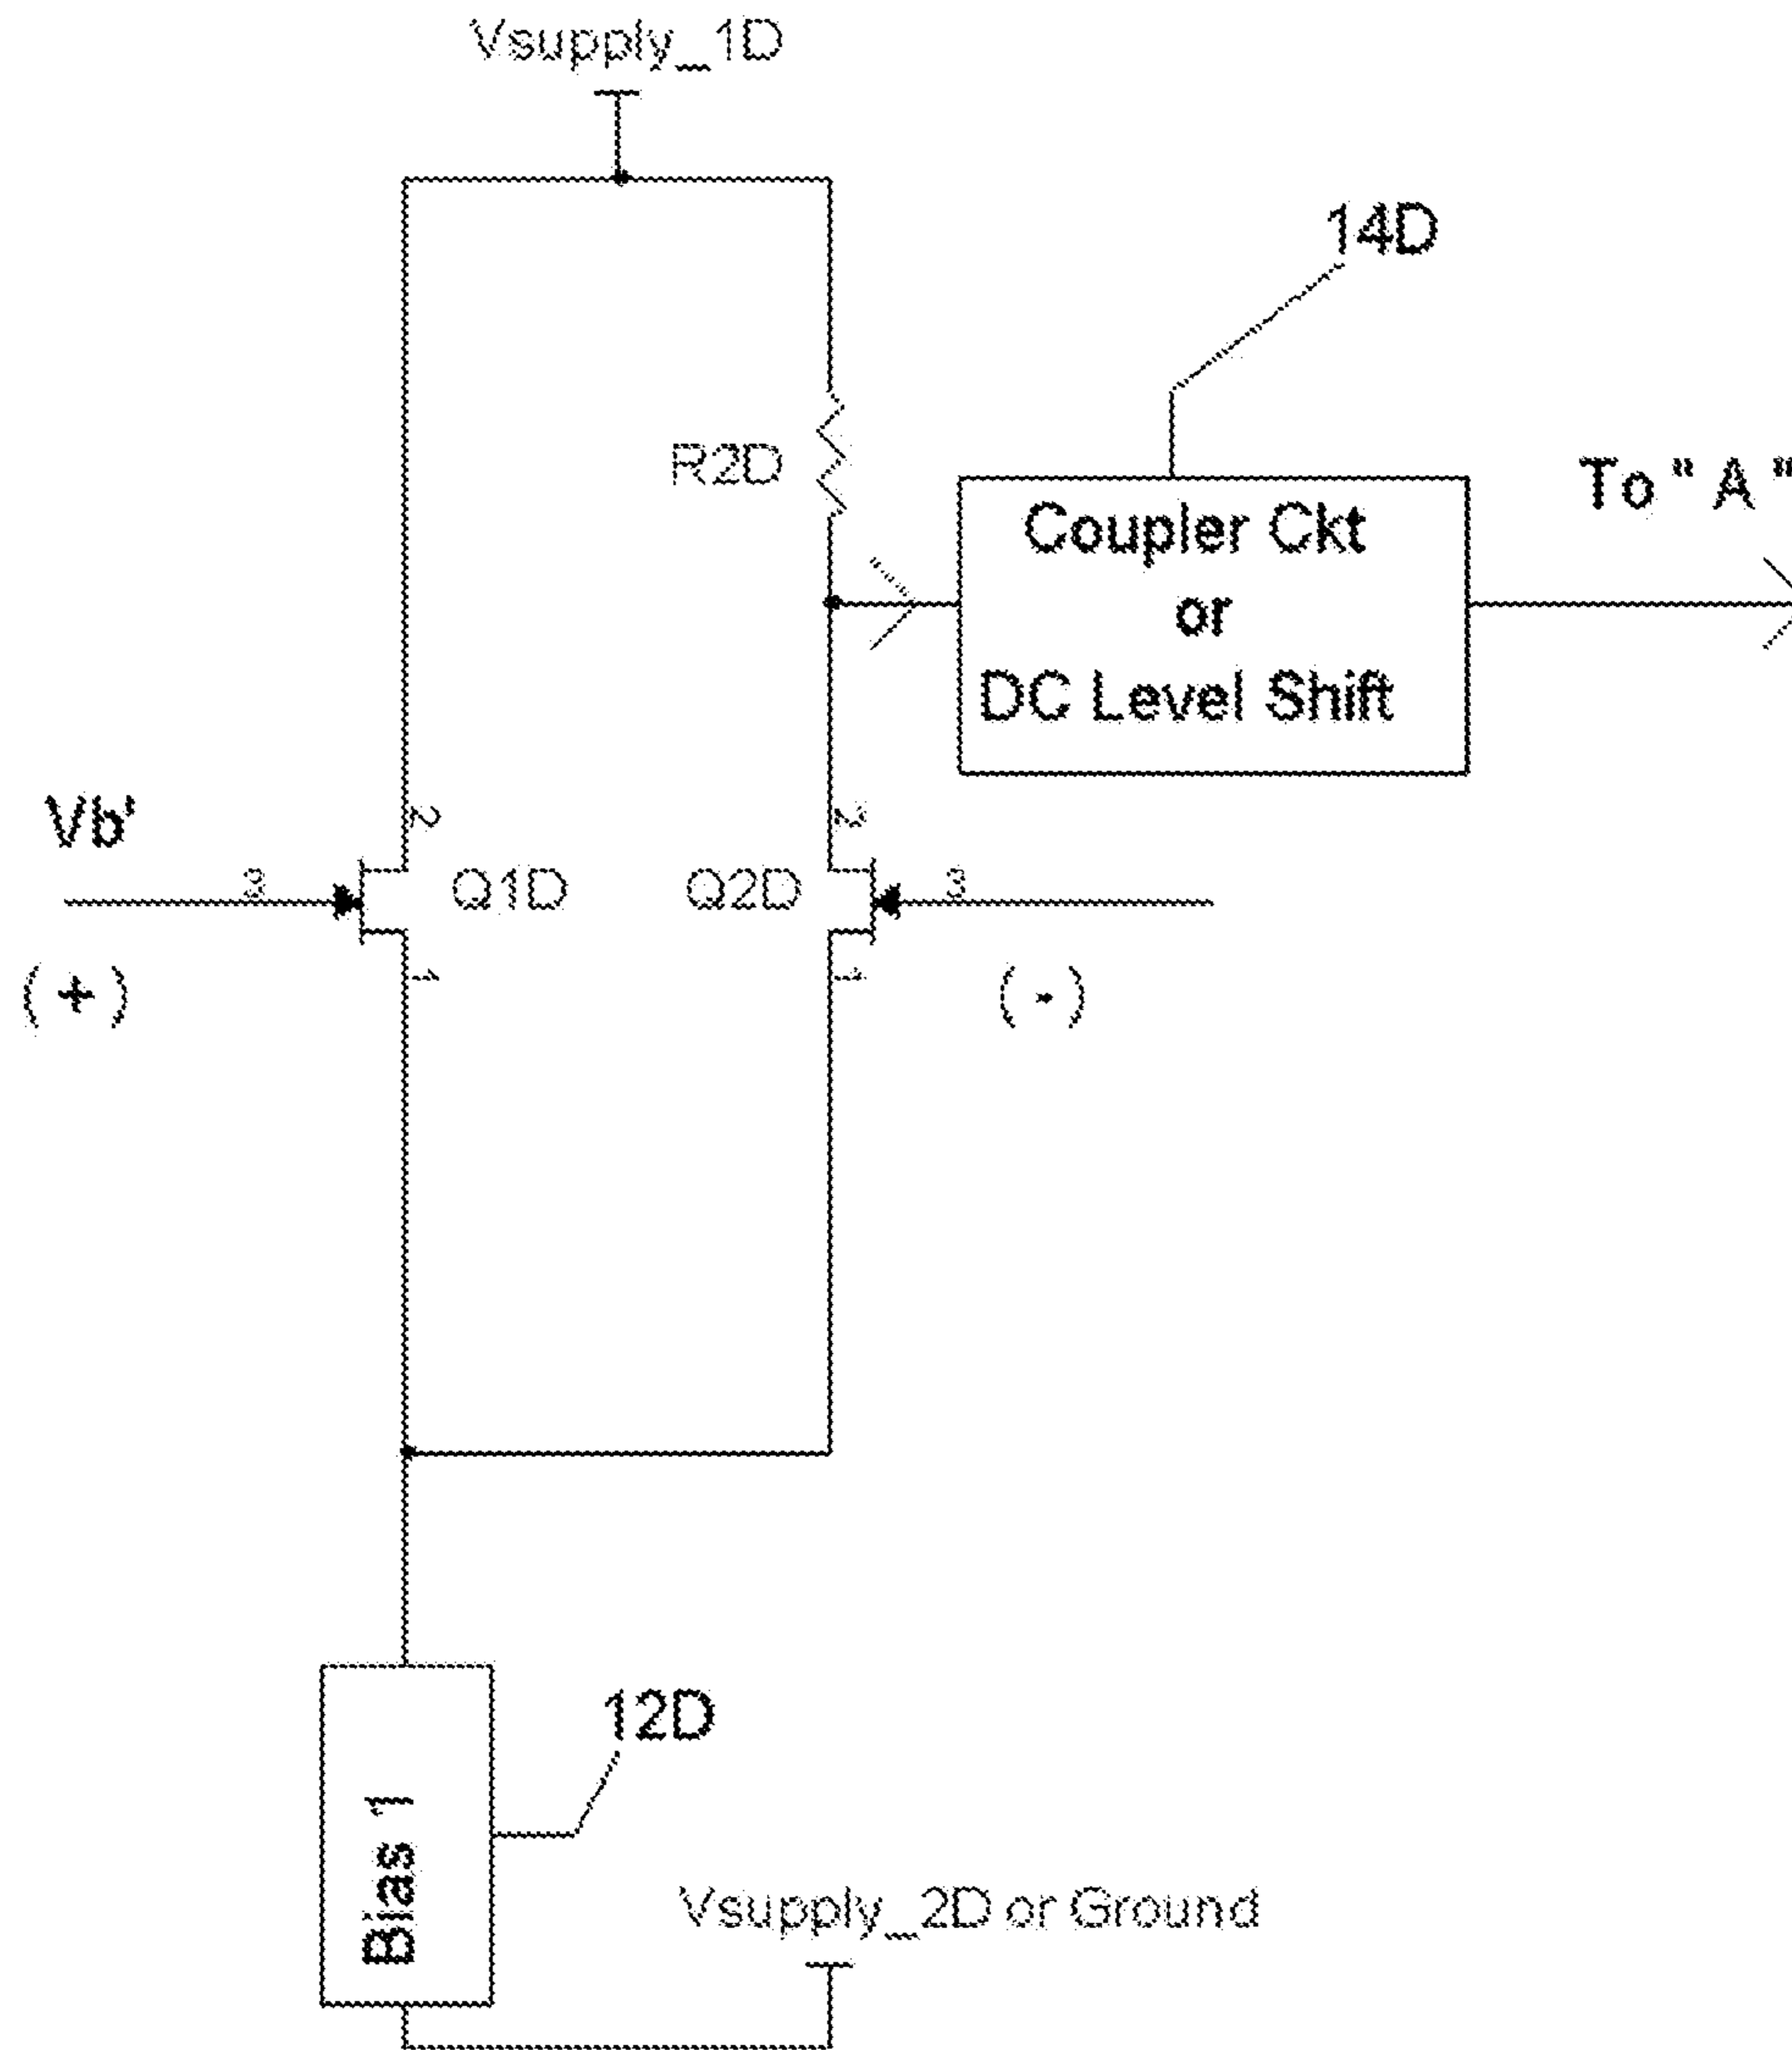 Vsupply_1D
14D
R2D
To " A "
Coupler Ckt
or
DC Level Shift
Vb'
2
2
3
Q1D
Q2D
3
1
1
( + )
( - )
12D
Bias 1
Vsupply_2D or Ground